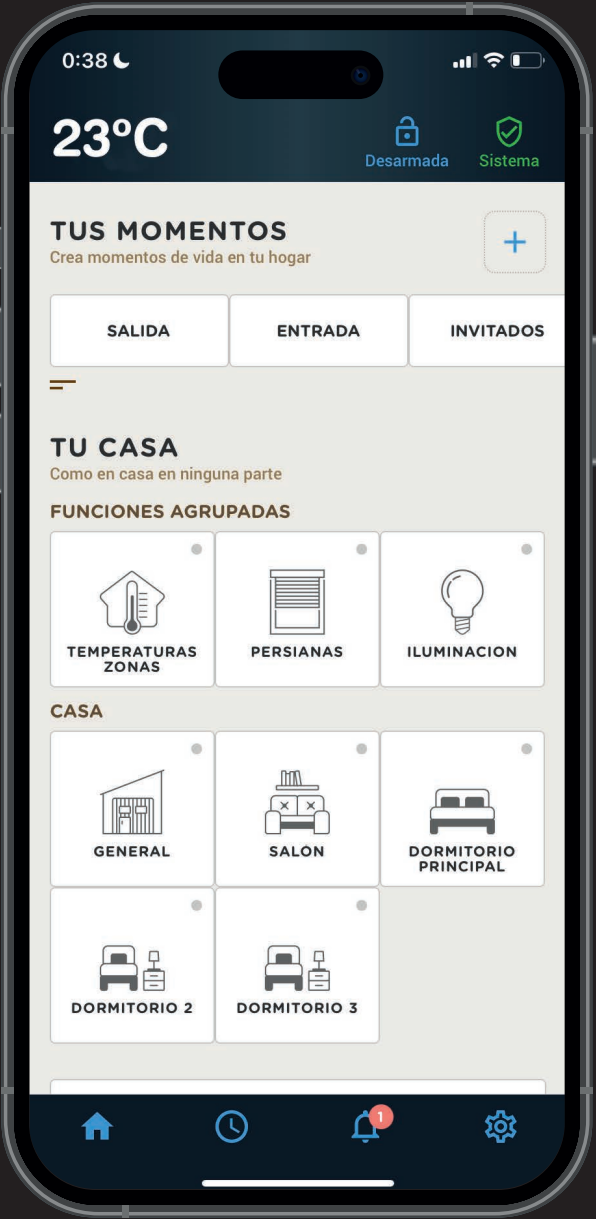 0:38
23°C
Desarmada
Sistema
TUS MOMENTOS
Crea momentos de vida en tu hogar
SALIDA
ENTRADA
INVITADOS
TU CASA
Como en casa en ninguna parte
FUNCIONES AGRUPADAS
TEMPERATURAS
ZONAS
PERSIANAS
ILUMINACION
CASA
GENERAL
SALÓN
DORMITORIO
PRINCIPAL
DORMITORIO 2
DORMITORIO 3
1